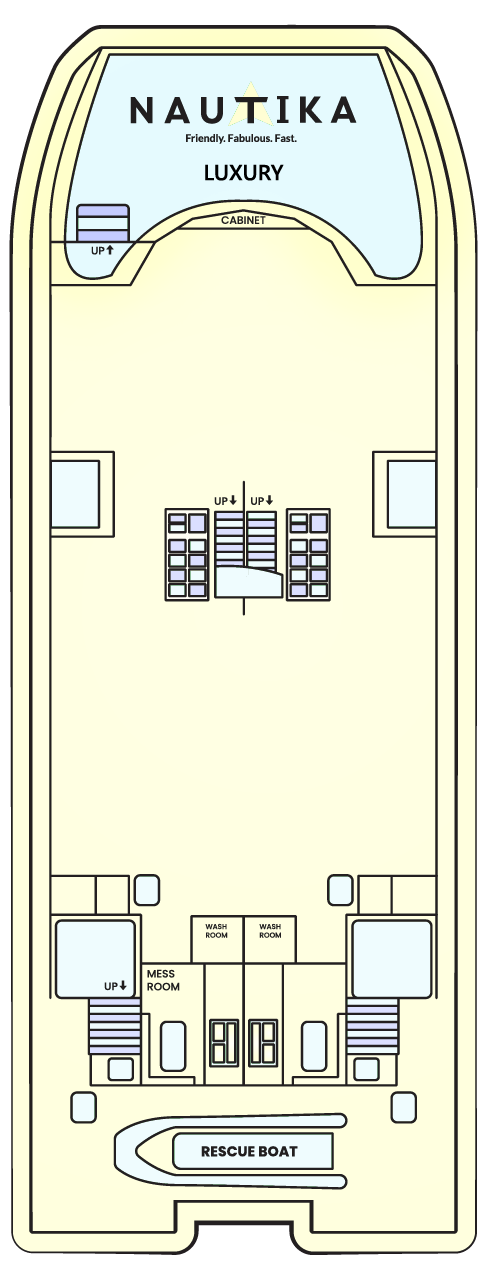 NAUTIKA
Friendly. Fabulous. Fast.
LUXURY
CABINET
UP
UP UP
WASH
ROOM
WASH
ROOM
UP
MESS
ROOM
RESCUE BOAT